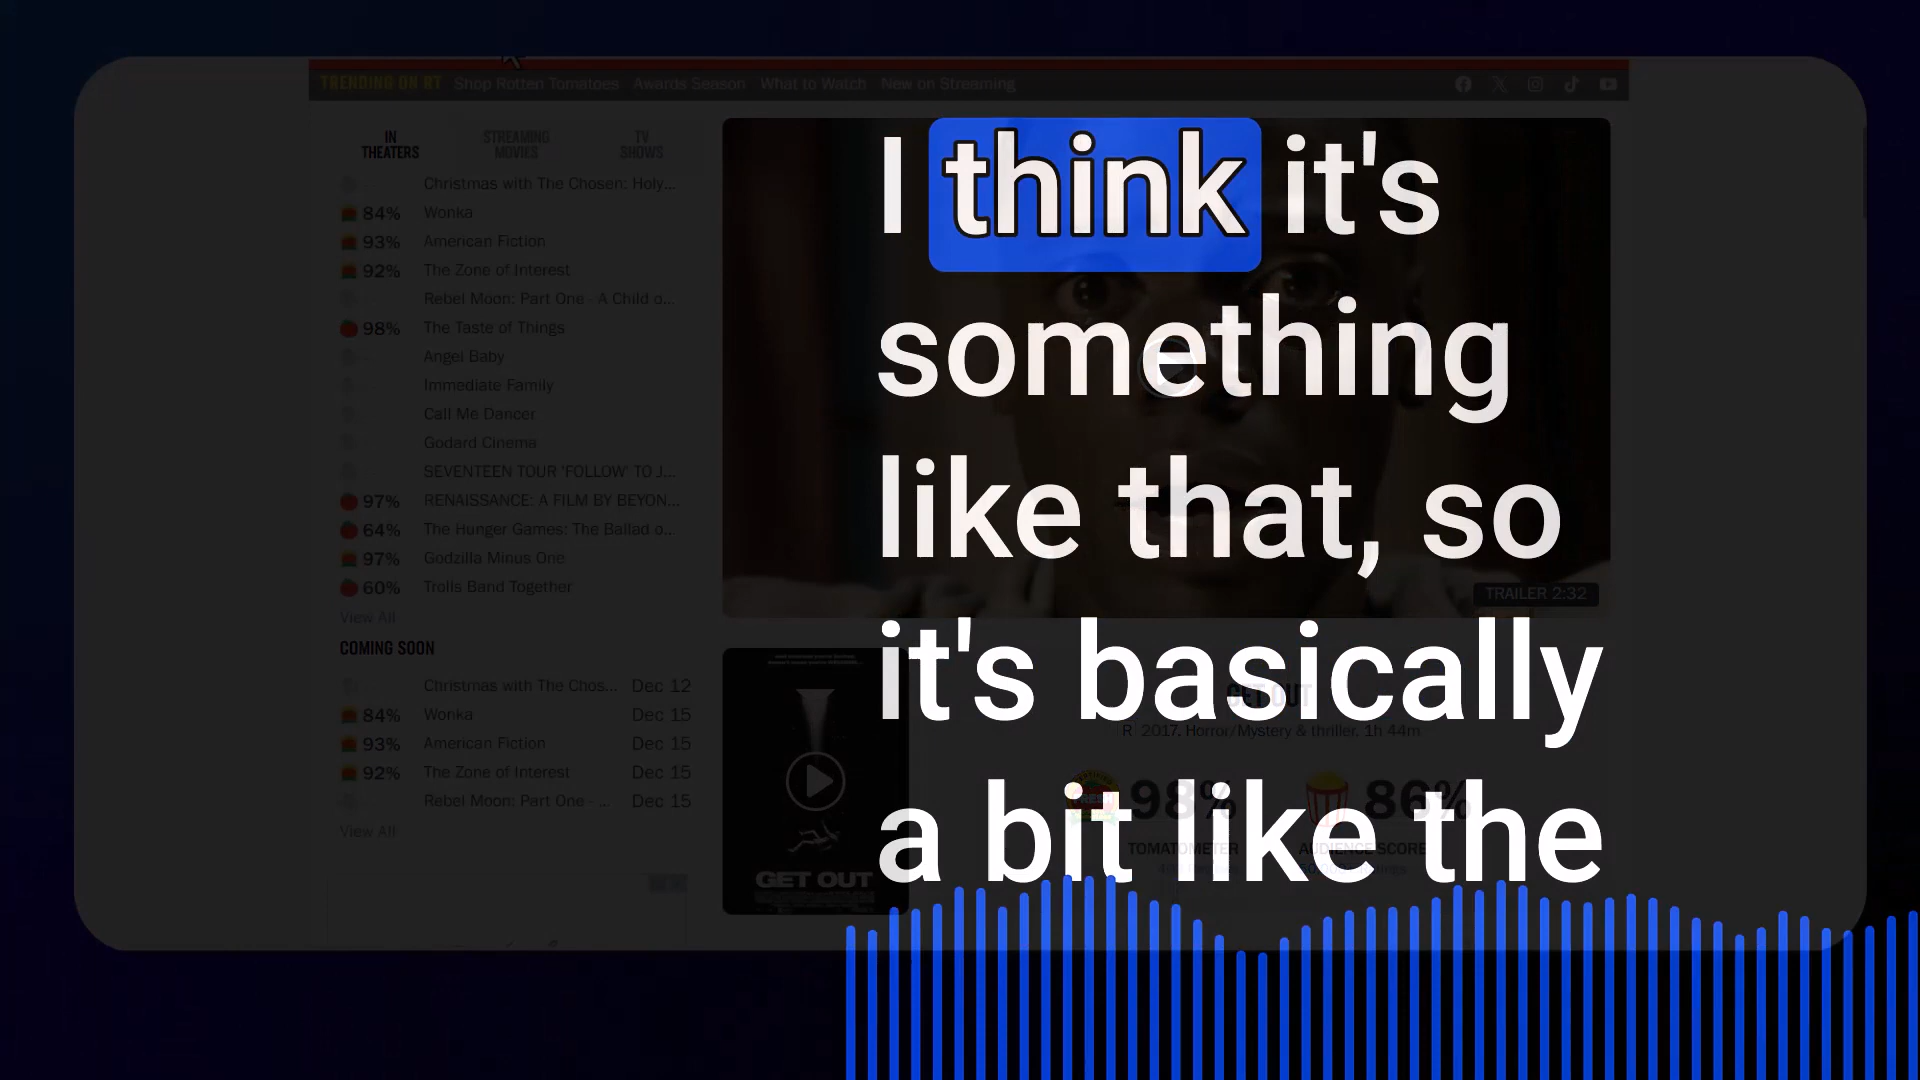 TRENDING ON RT Shop Rotten Tomatoes Awards Season What to Watch New on Streaming
IN THEATERS
STREAMING MOVIES
TV SHOWS
Christmas with The Chosen: Holy...
84% Wonka
93% American Fiction
92% The Zone of Interest
Rebel Moon: Part One - A Child o...
98% The Taste of Things
Angel Baby
Immediate Family
Call Me Dancer
Godard Cinema
SEVENTEEN TOUR 'FOLLOW' TO J...
97% RENAISSANCE: A FILM BY BEYON...
64% The Hunger Games: The Ballad o...
97% Godzilla Minus One
60% Trolls Band Together
View All
COMING SOON
Christmas with The Chos... Dec 12
84% Wonka Dec 15
93% American Fiction Dec 15
92% The Zone of Interest Dec 15
Rebel Moon: Part One - ... Dec 15
View All
I think it's
something
like that, so
it's basically
a bit like the
TRAILER 2:32
GET OUT
GET OUT
R 2017, Horror/Mystery & thriller, 1h 44m
98% 86%
TOMATOMETER AUDIENCE SCORE